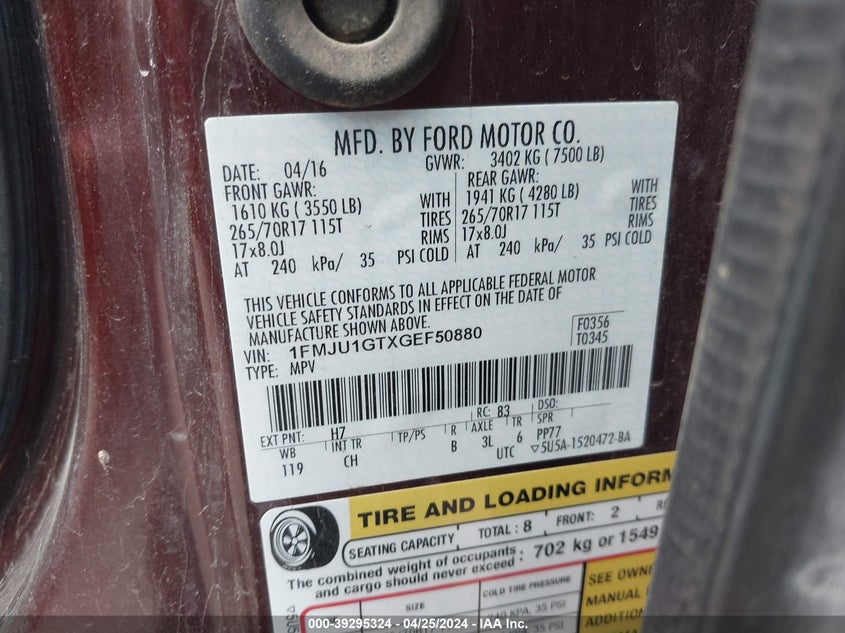 MFD. BY FORD MOTOR CO.
DATE: 04/16 GVWR: 3402 KG ( 7500 LB)
FRONT GAWR: REAR GAWR:
1610 KG ( 3550 LB) WITH 1941 KG ( 4280 LB) WITH
265/70R17 115T TIRES 265/70R17 115T TIRES
17x8.0J RIMS 17x8.0J RIMS
AT 240 kPa/ 35 PSI COLD AT 240 kPa/ 35 PSI COLD
THIS VEHICLE CONFORMS TO ALL APPLICABLE FEDERAL MOTOR
VEHICLE SAFETY STANDARDS IN EFFECT ON THE DATE OF
MANUFACTURE SHOWN ABOVE.
VIN: 1FMJU1GTXGEF50880 F0356
TYPE: MPV T0345
EXT PNT: H7 RC: 83 DSO:
WB INT TR TP/PS R AXLE TR SPR
119 CH B 3L 6 PP77
UTC ▽5U5A-1520472-BA
TIRE AND LOADING INFORM
SEATING CAPACITY TOTAL : 8 FRONT: 2
The combined weight of occupants : 702 kg or 1549
and cargo should never exceed
SIZE COLD TIRE PRESSURE SEE OWNE
240 KPA, 35 PSI MANUAL
ADDITION
000-39295324 - 04/25/2024 - IAA